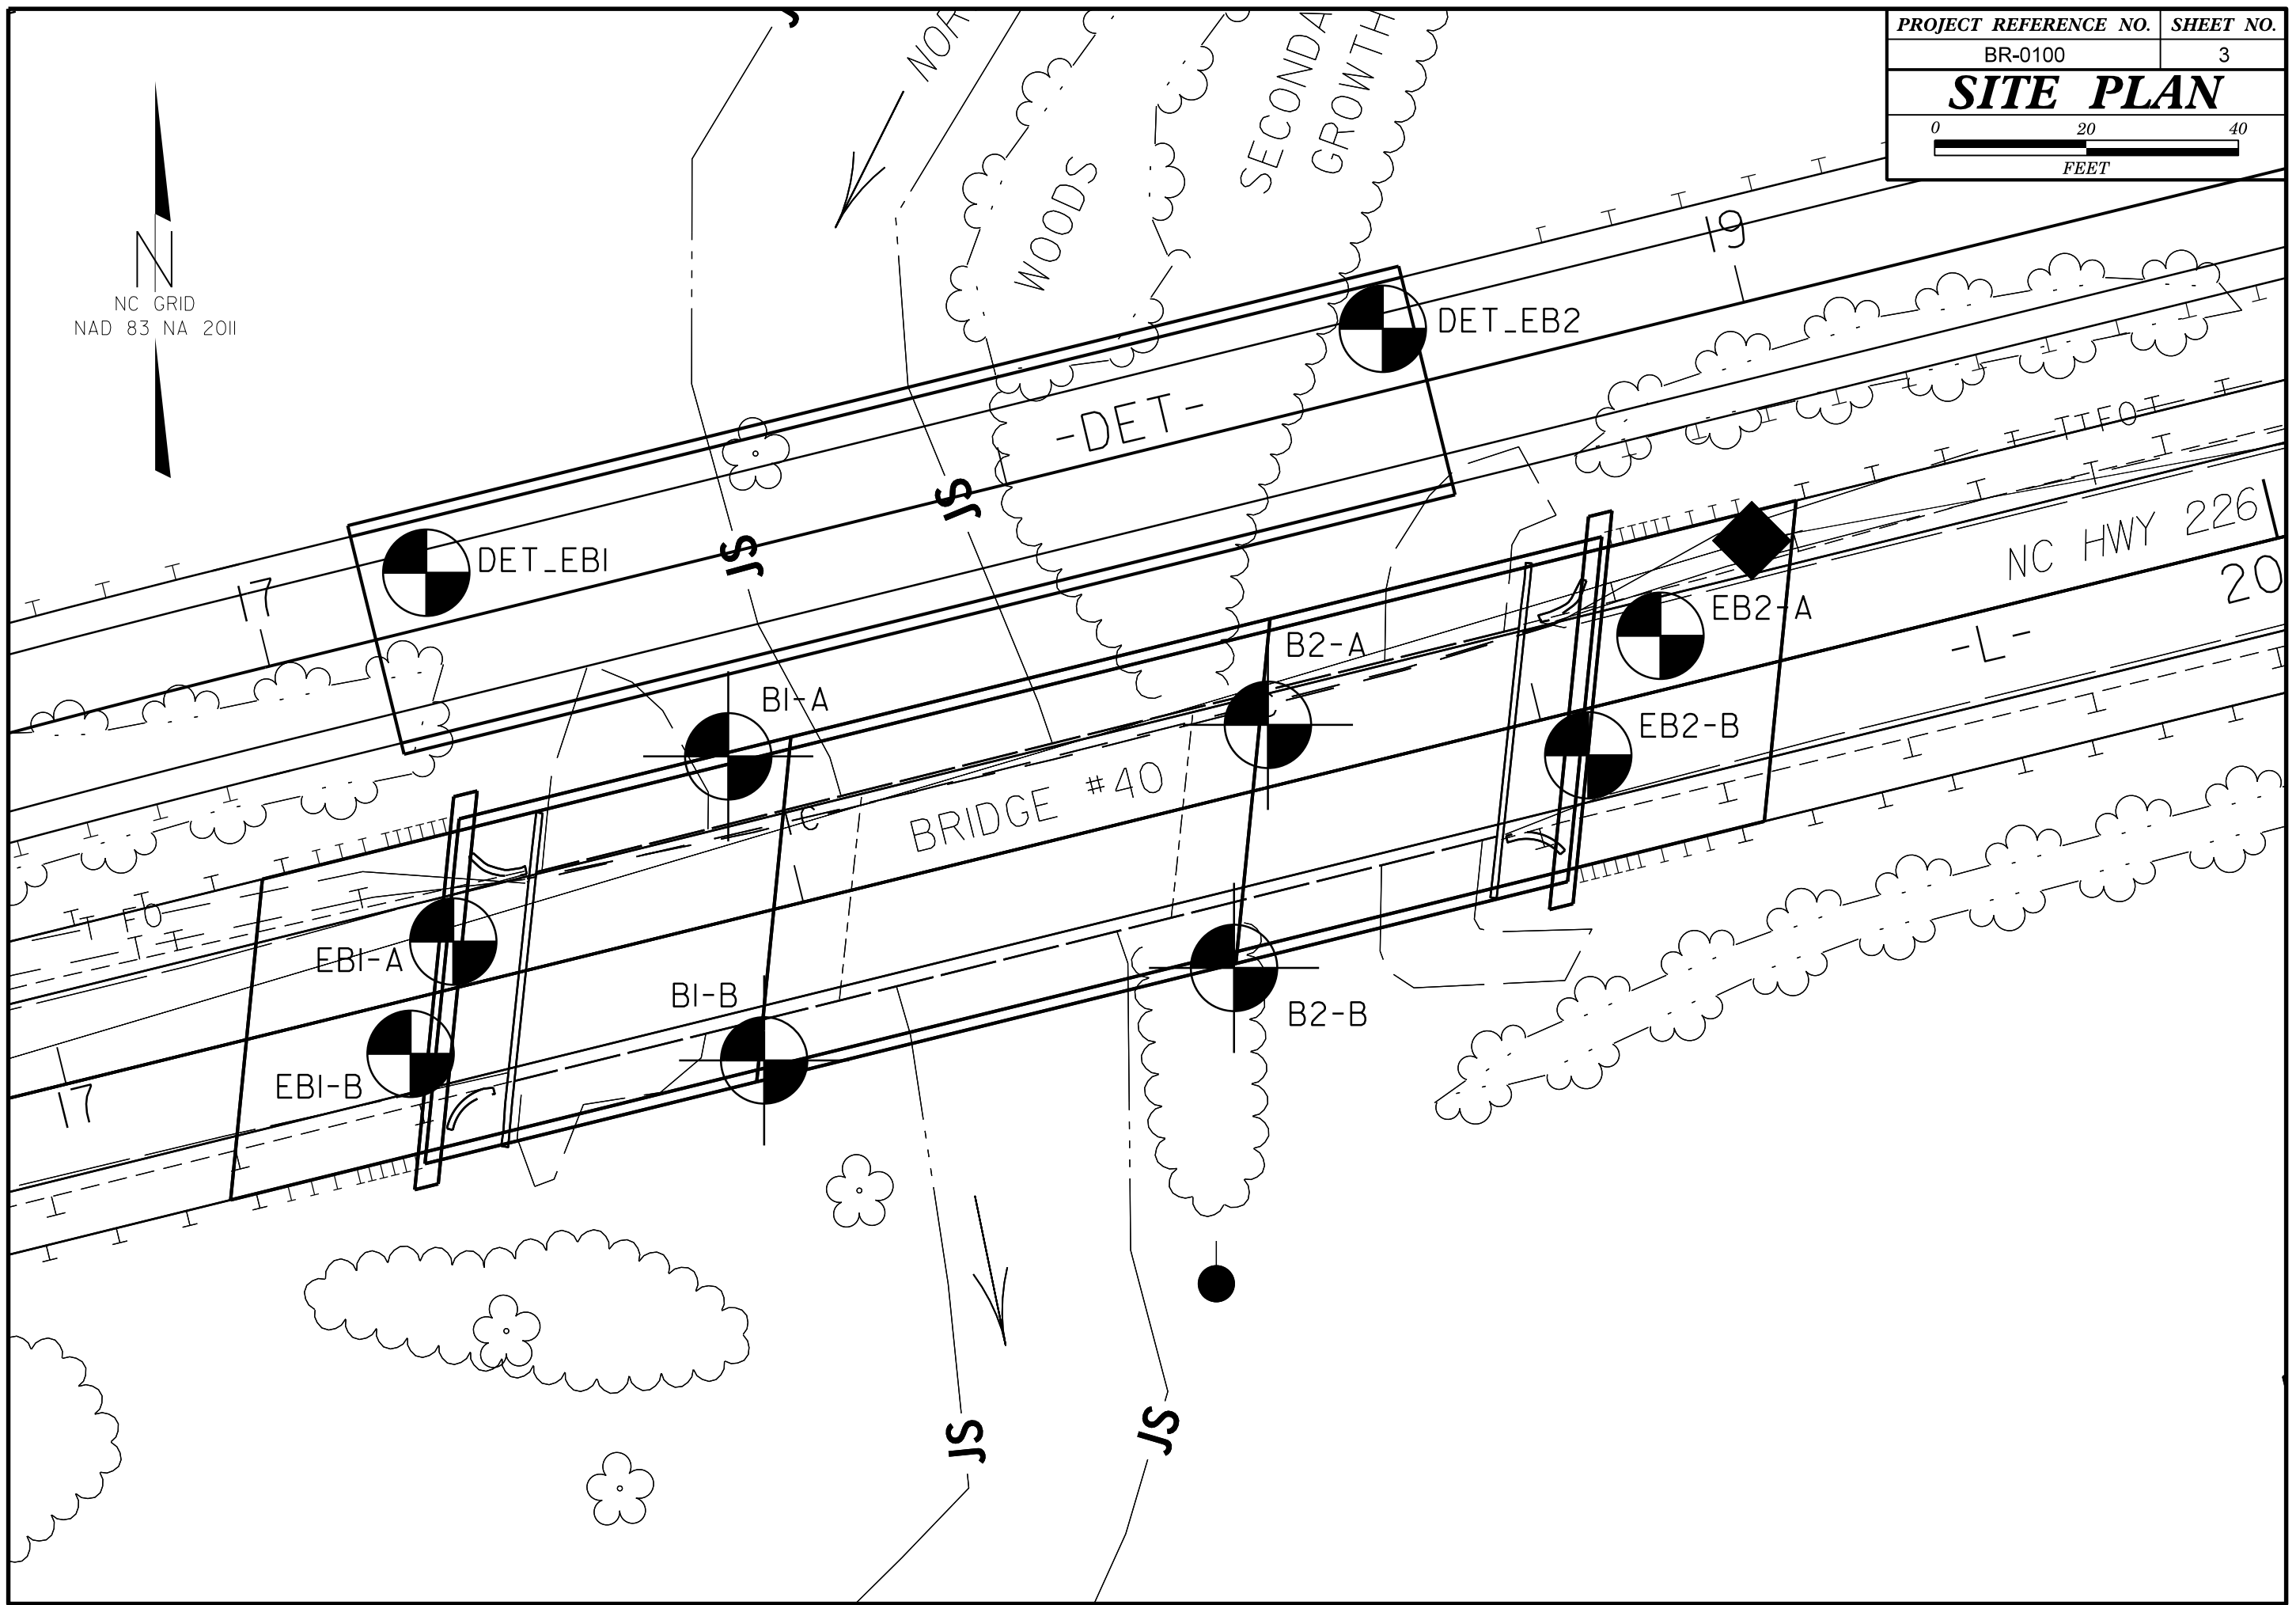 PROJECT REFERENCE NO. SHEET NO.
BR-0100 3
SITE PLAN
0 20 40
FEET
N
NC GRID
NAD 83 NA 2011
WOODS
19
DET_EB2
-DET-
JS
JS
DET_EB1
17
NC HWY 226
20
-L-
EB2-A
EB2-B
B2-A
B1-A
BRIDGE #40
C
FO
T FO
EB1-A
EB1-B
B1-B
B2-B
17
JS
JS